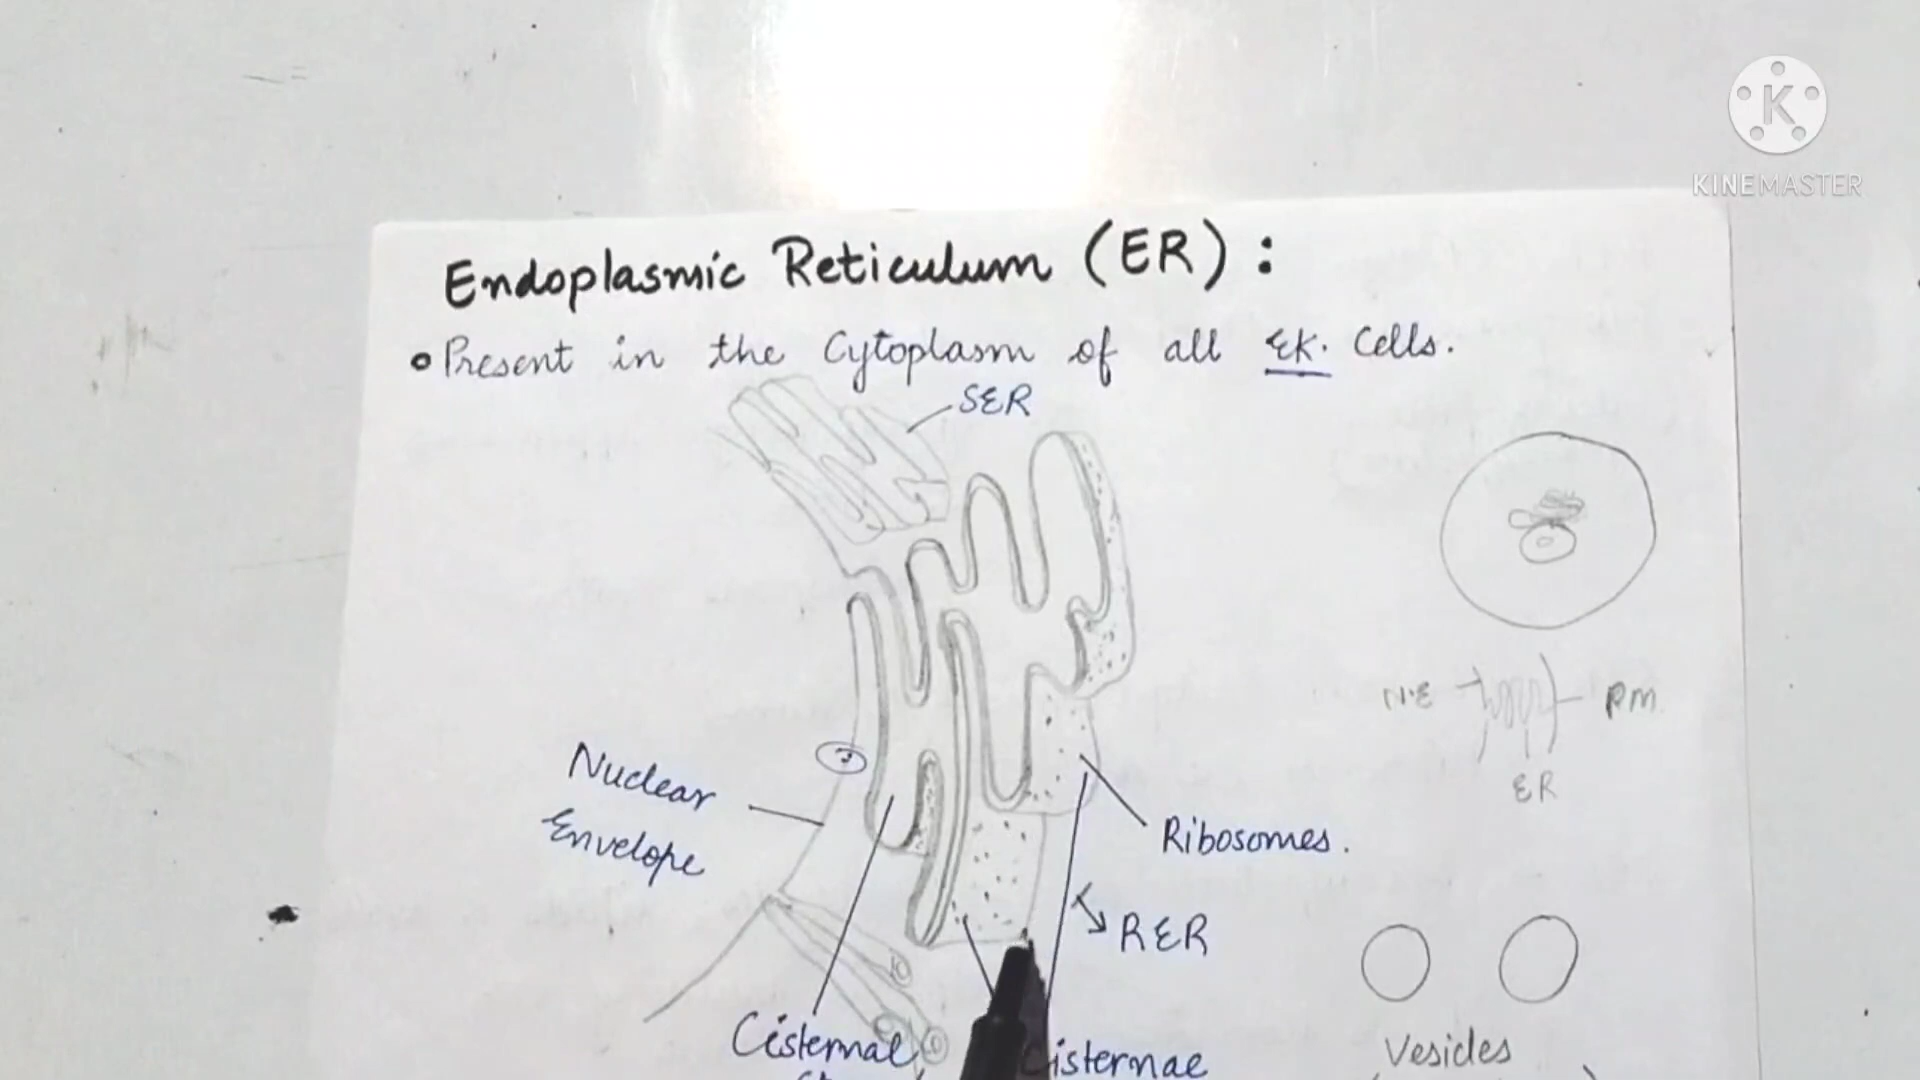 KINEMASTER
Endoplasmic Reticulum (ER) :
• Present in the Cytoplasm of all EK. Cells.
SER
N.E
P.M
ER
Nuclear
Envelope
Ribosomes.
RER
Cisternal
Cisternae
Vesicles